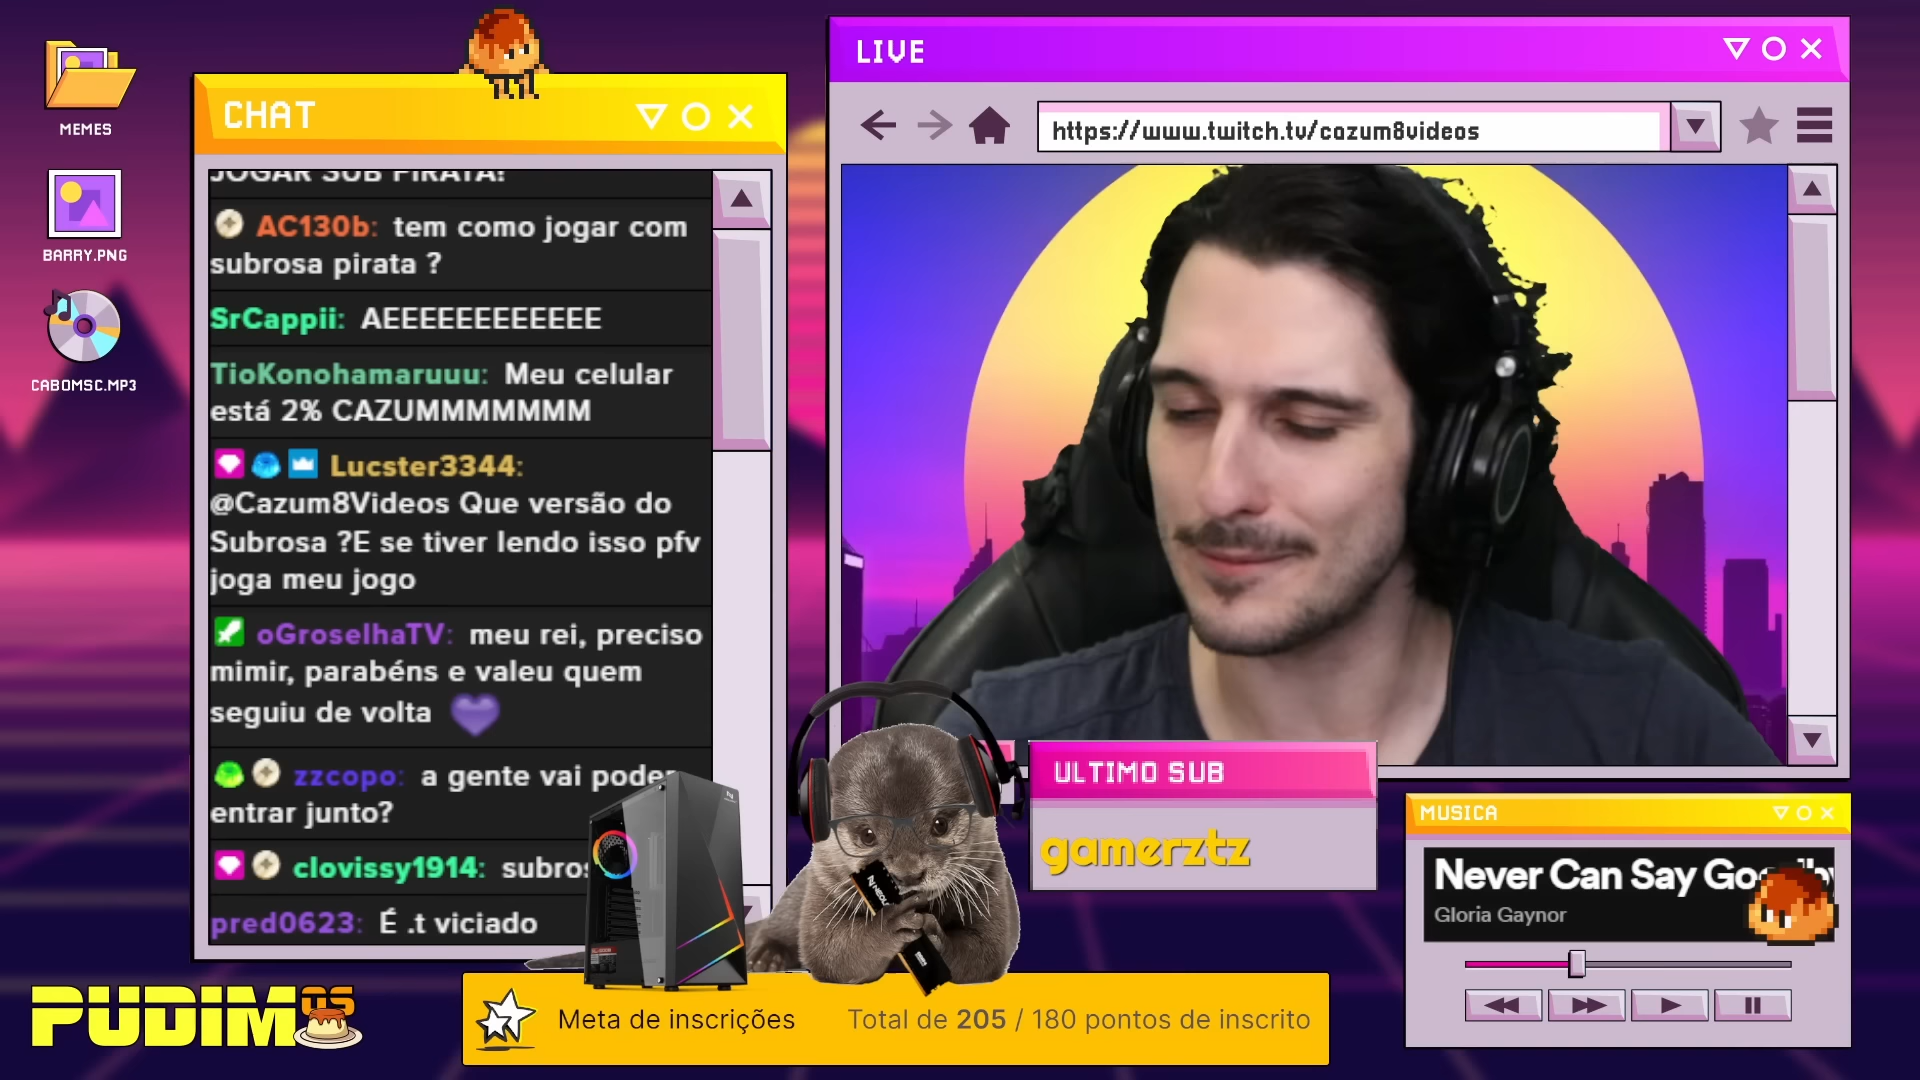 MEMES
BARRY.PNG
CABOMSC.MP3
CHAT
JOGAR SUB PIRATA!
AC130b: tem como jogar com
subrosa pirata ?
SrCappii: AEEEEEEEEEEEE
TioKonohamaruuu: Meu celular
está 2% CAZUMMMMMMM
Lucster3344:
@Cazum8Videos Que versão do
Subrosa ?E se tiver lendo isso pfv
joga meu jogo
oGroselhaTV: meu rei, preciso
mimir, parabéns e valeu quem
seguiu de volta
zzcopo: a gente vai poder
entrar junto?
clovissy1914:
pred0623: É .t viciado
LIVE
https://www.twitch.tv/cazum8videos
ULTIMO SUB
gamerztz
MUSICA
Never Can Say
Gloria Gaynor
PUDIM OS
Meta de inscrições Total de 205 / 180 pontos de inscrito